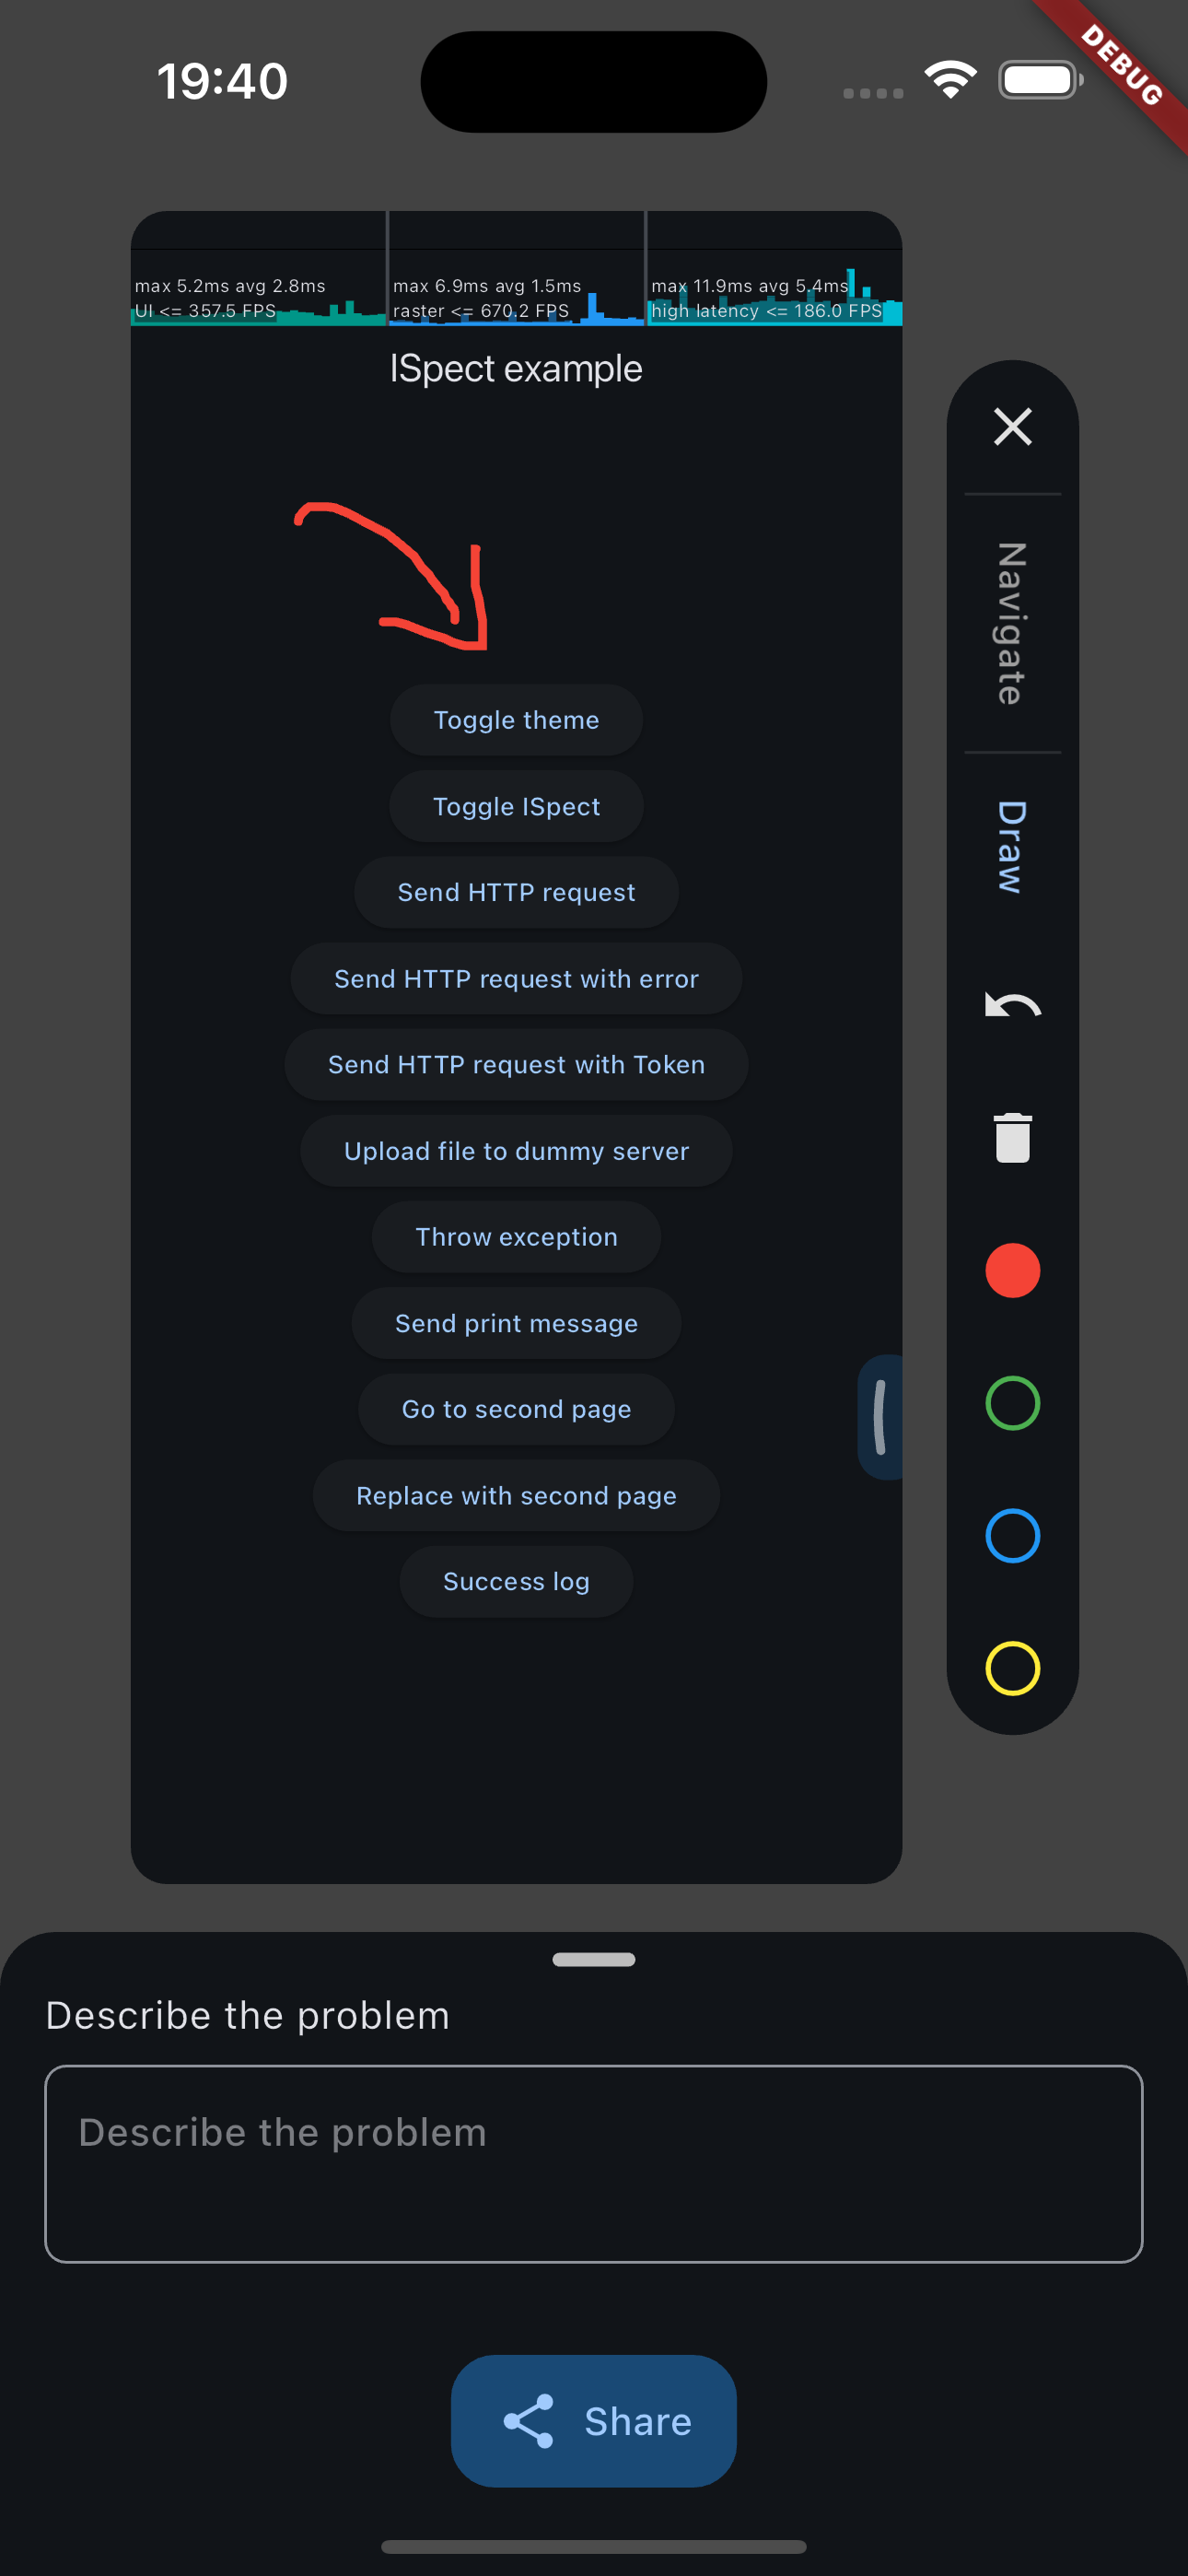 19:40
DEBUG
max 5.2ms avg 2.8ms
UI <= 357.5 FPS
max 6.9ms avg 1.5ms
raster <= 670.2 FPS
max 11.9ms avg 5.4ms
high latency <= 186.0 FPS
ISpect example
Toggle theme
Toggle ISpect
Send HTTP request
Send HTTP request with error
Send HTTP request with Token
Upload file to dummy server
Throw exception
Send print message
Go to second page
Replace with second page
Success log
Navigate
Draw
Describe the problem
Describe the problem
Share